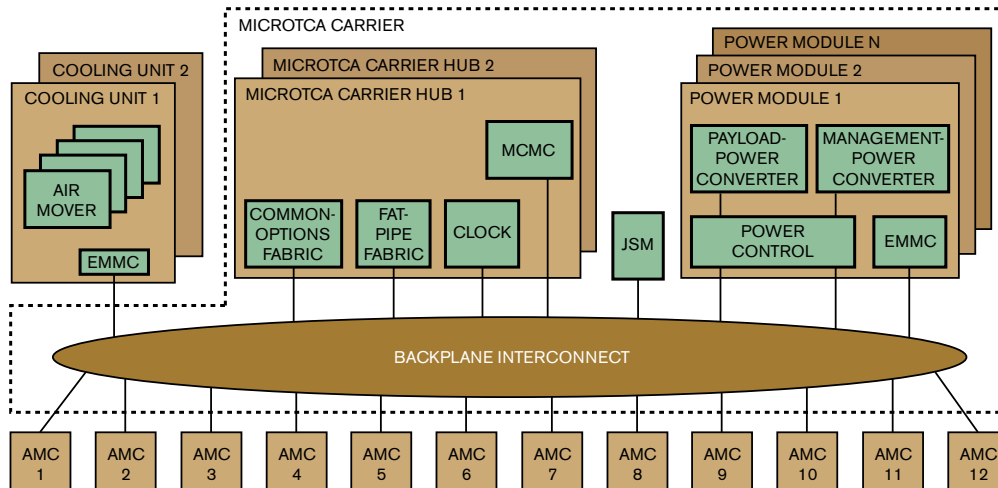 MICROTCA CARRIER
COOLING UNIT 2
COOLING UNIT 1
AIR
MOVER
EMMC
MICROTCA CARRIER HUB 2
MICROTCA CARRIER HUB 1
MCMC
COMMON-
OPTIONS
FABRIC
FAT-
PIPE
FABRIC
CLOCK
JSM
POWER MODULE N
POWER MODULE 2
POWER MODULE 1
PAYLOAD-
POWER
CONVERTER
MANAGEMENT-
POWER
CONVERTER
POWER
CONTROL
EMMC
BACKPLANE INTERCONNECT
AMC
1
AMC
2
AMC
3
AMC
4
AMC
5
AMC
6
AMC
7
AMC
8
AMC
9
AMC
10
AMC
11
AMC
12